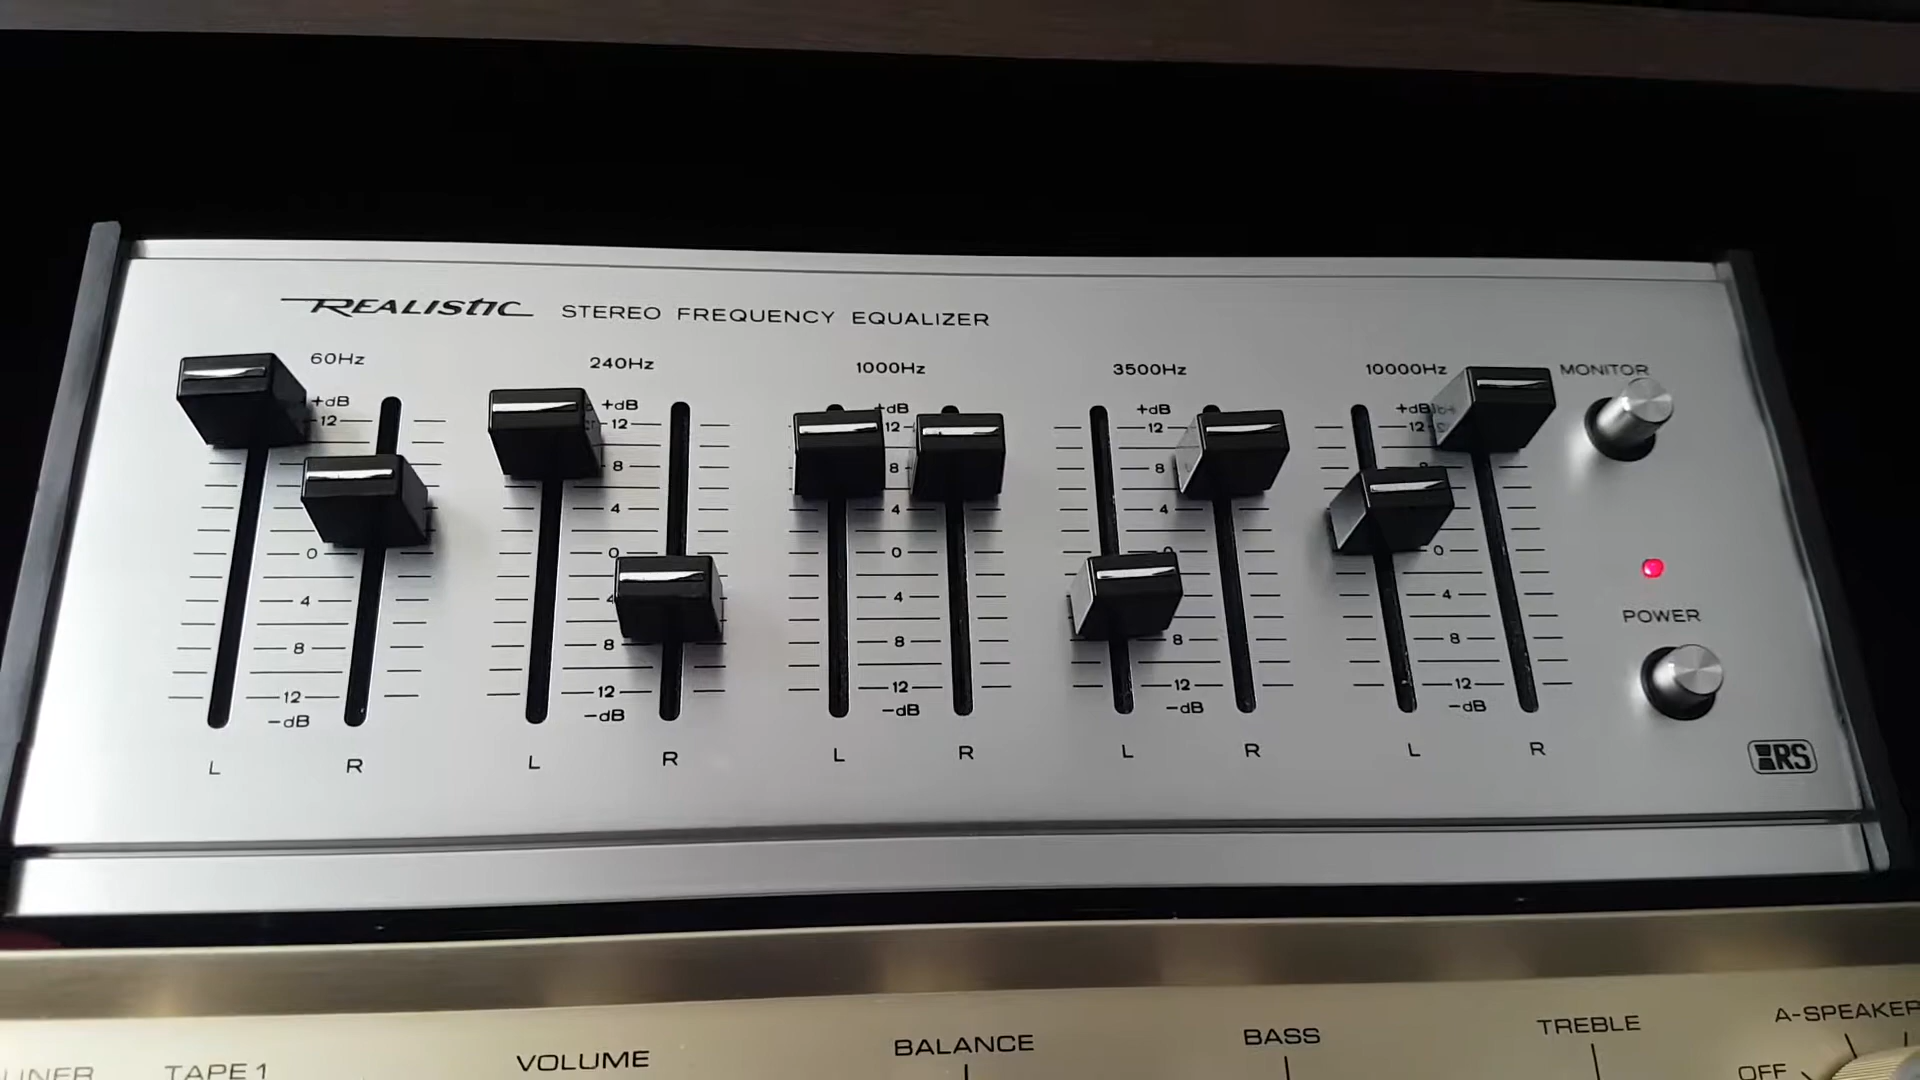 REALISTIC STEREO FREQUENCY EQUALIZER
60Hz 240Hz 1000Hz 3500Hz 10000Hz MONITOR
+dB +dB +dB +dB +dB
12 12 12 12 12
8 8 8
4 4 4
0 0 0 0 0
4 4 4
8 8 8 8 8
12 12 12 12 12
-dB -dB -dB -dB -dB
L R L R L R L R L R
POWER
RS
TAPE 1 VOLUME BALANCE BASS TREBLE A-SPEAKER
OFF